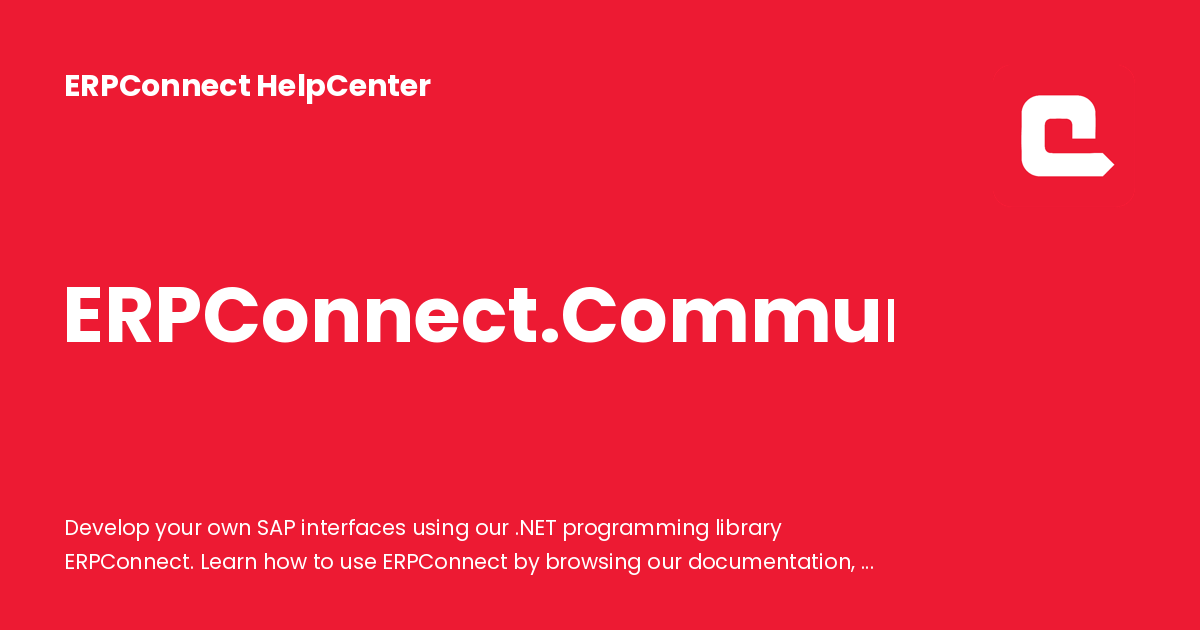 ERPConnect HelpCenter
ERPConnect.Commu
Develop your own SAP interfaces using our .NET programming library
ERPConnect. Learn how to use ERPConnect by browsing our documentation, ...